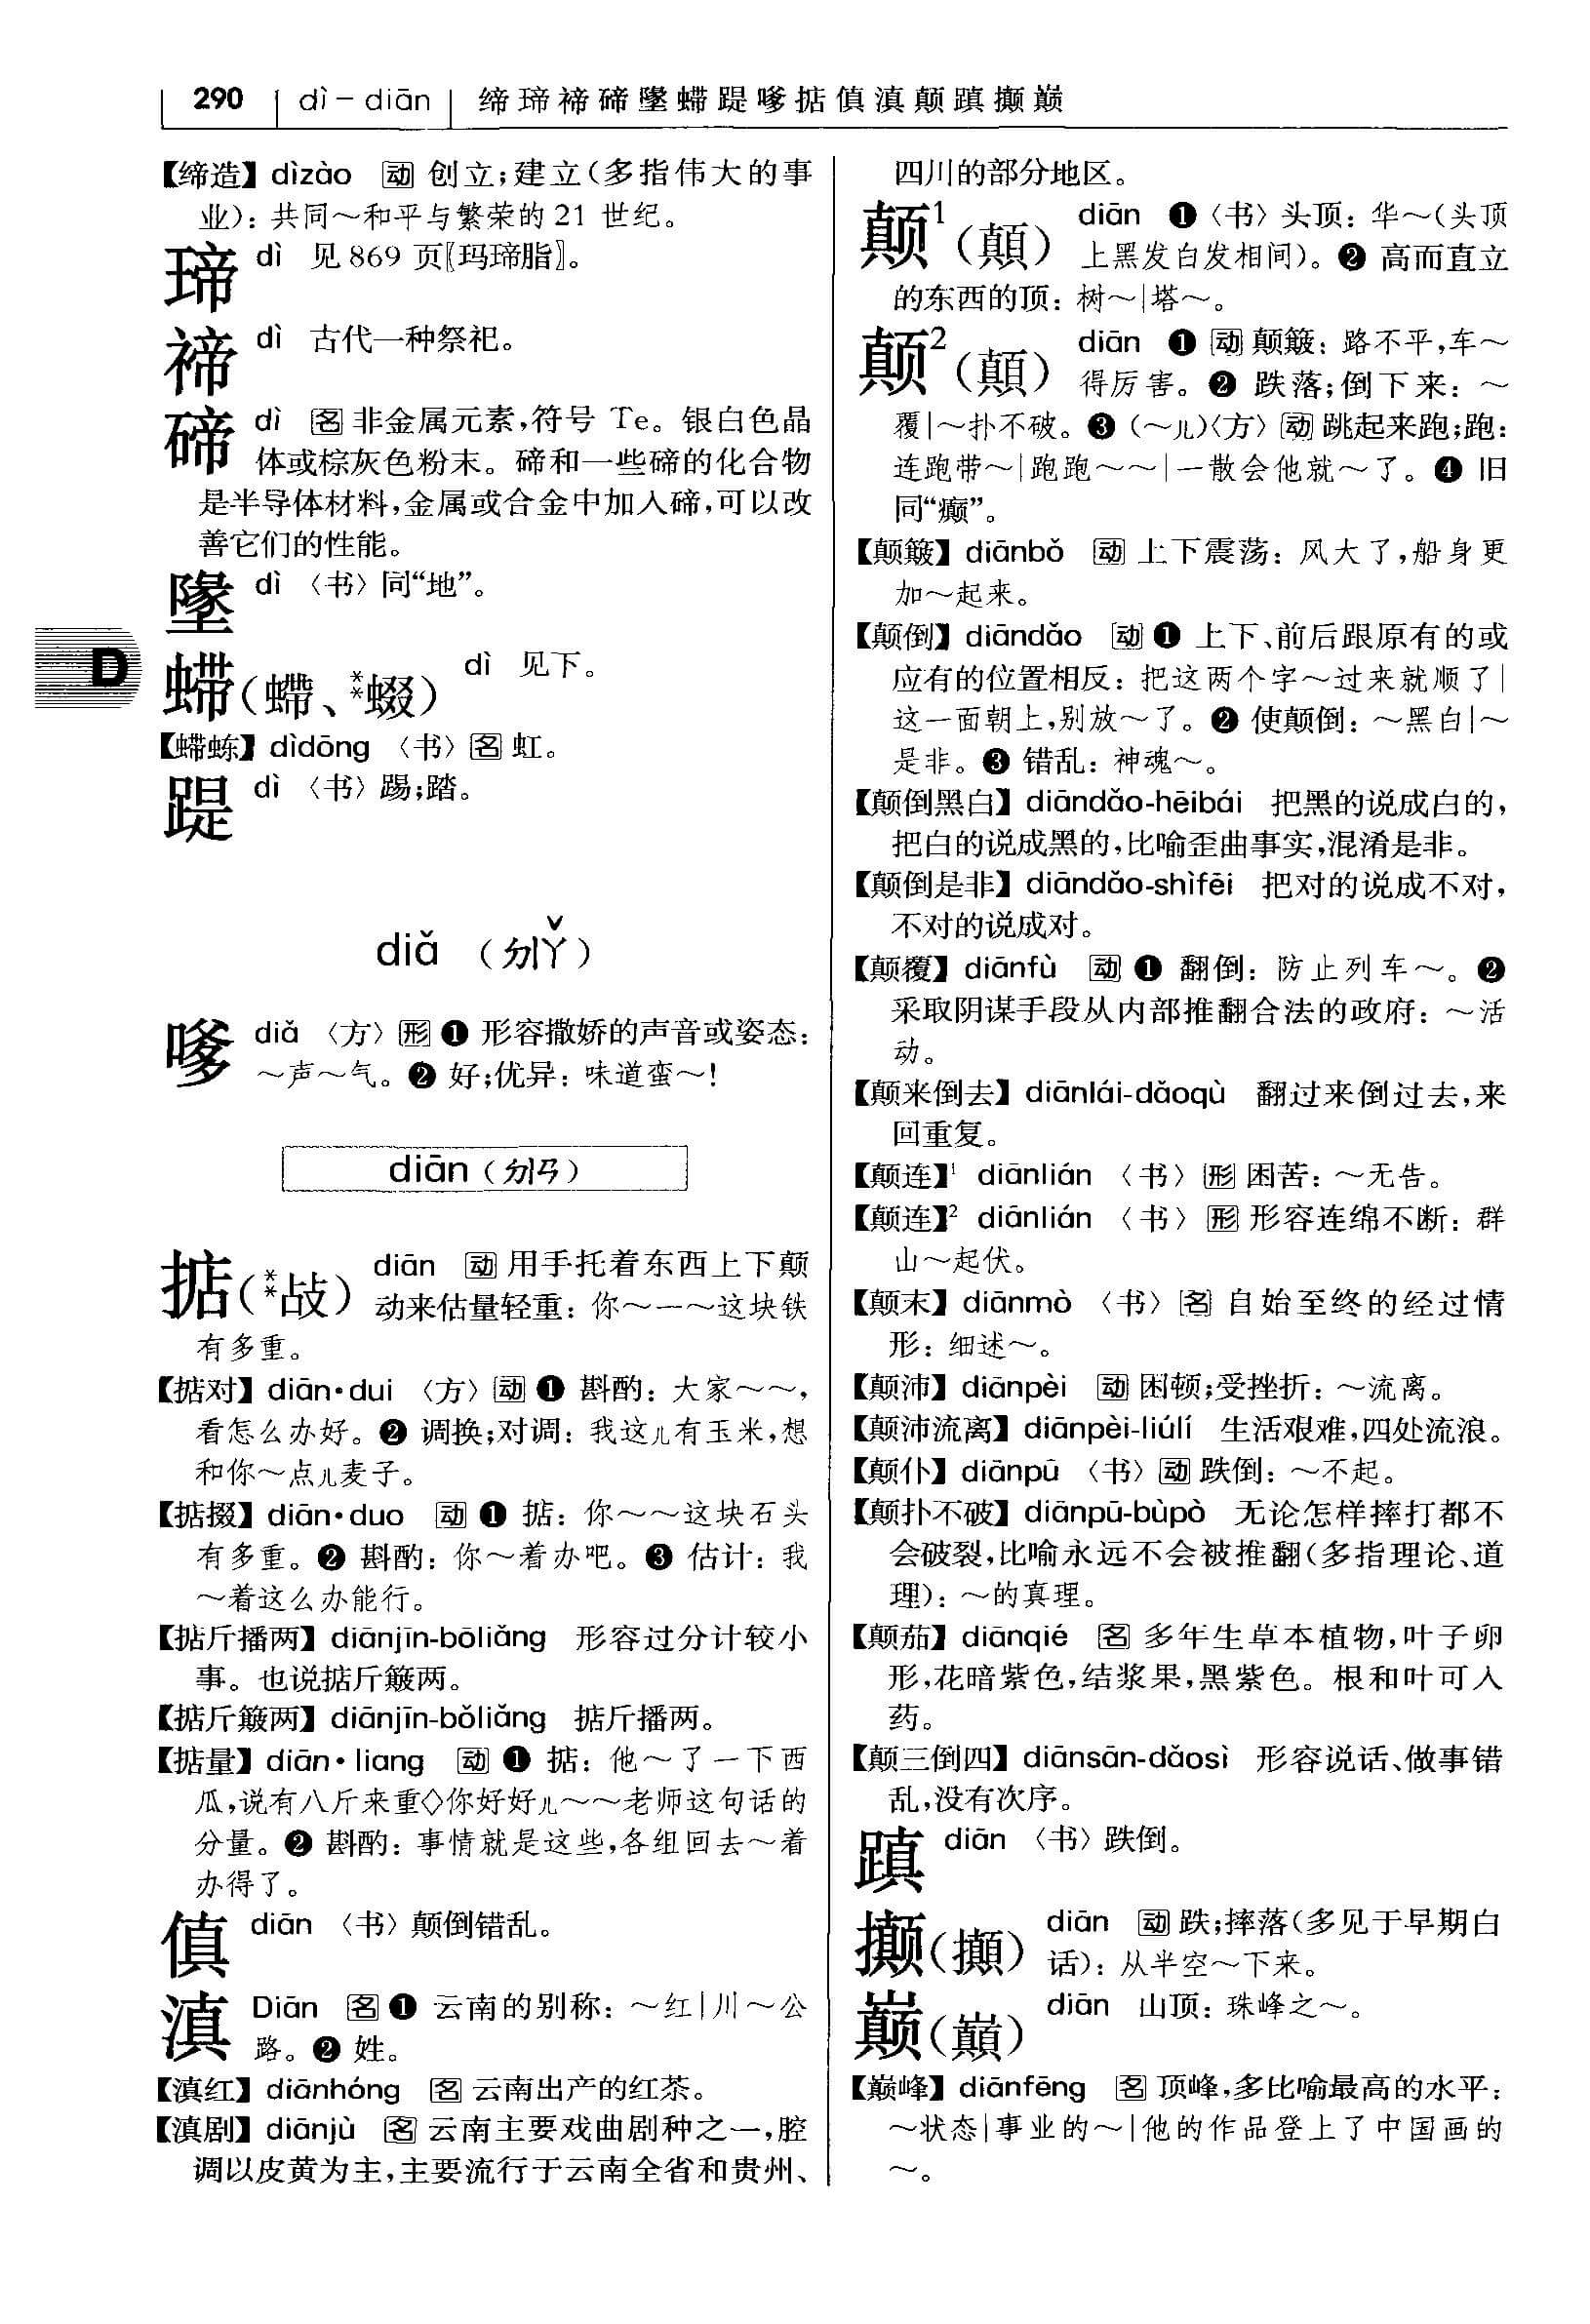 290 dì－diān 缔碲禘碲墬䗖踶嗲掂傎滇颠蹎攧巅
【缔造】dìzào 动 创立;建立(多指伟大的事
业):共同～和平与繁荣的21 世纪。
𤧛 dì 见869 页〖玛𤧛脂〗。
禘 dì 古代一种祭祀。
碲 dì 名 非金属元素,符号 Te。银白色晶
体或棕灰色粉末。碲和一些碲的化合物
是半导体材料,金属或合金中加入碲,可以改
善它们的性能。
墬 dì 〈书〉同“地”。
䗖(螮、**蝃) dì 见下。
【䗖𬟽】dìdōng 〈书〉名 虹。
踶 dì 〈书〉踢;踏。
D
diǎ (ㄉㄧㄚˇ)
嗲 diǎ 〈方〉形 ❶ 形容撒娇的声音或姿态:
～声～气。❷ 好;优异:味道蛮～!
diān(ㄉㄧㄢ)
掂(**敁) diān 动 用手托着东西上下颠
动来估量轻重:你～一～这块铁
有多重。
【掂对】diān·dui 〈方〉动 ❶ 斟酌:大家～～,
看怎么办好。❷ 调换;对调:我这儿有玉米,想
和你～点儿麦子。
【掂掇】diān·duo 动 ❶ 掂:你～～这块石头
有多重。❷ 斟酌:你～着办吧。❸ 估计:我
～着这么办能行。
【掂斤播两】diānjīn-bōliǎng 形容过分计较小
事。也说掂斤簸两。
【掂斤簸两】diānjīn-bǒliǎng 掂斤播两。
【掂量】diān·liang 动 ❶ 掂:他～了一下西
瓜,说有八斤来重◇你好好儿～～老师这句话的
分量。❷ 斟酌:事情就是这些,各组回去～着
办得了。
傎 diān 〈书〉颠倒错乱。
滇 Diān 名 ❶ 云南的别称:～红|川～公
路。❷ 姓。
【滇红】diānhóng 名 云南出产的红茶。
【滇剧】diānjù 名 云南主要戏曲剧种之一,腔
调以皮黄为主,主要流行于云南全省和贵州、
四川的部分地区。
颠¹(顛) diān ❶〈书〉头顶:华～(头顶
上黑发白发相间)。❷ 高而直立
的东西的顶:树～|塔～。
颠²(顛) diān ❶ 动 颠簸:路不平,车～
得厉害。❷ 跌落;倒下来:～
覆|～扑不破。❸(～儿)〈方〉动 跳起来跑;跑:
连跑带～|跑跑～～|一散会他就～了。❹ 旧
同“癫”。
【颠簸】diānbǒ 动 上下震荡:风大了,船身更
加～起来。
【颠倒】diāndǎo 动 ❶ 上下、前后跟原有的或
应有的位置相反:把这两个字～过来就顺了|
这一面朝上,别放～了。❷ 使颠倒:～黑白|～
是非。❸ 错乱:神魂～。
【颠倒黑白】diāndǎo-hēibái 把黑的说成白的,
把白的说成黑的,比喻歪曲事实,混淆是非。
【颠倒是非】diāndǎo-shìfēi 把对的说成不对,
不对的说成对。
【颠覆】diānfù 动 ❶ 翻倒:防止列车～。❷
采取阴谋手段从内部推翻合法的政府:～活
动。
【颠来倒去】diānlái-dǎoqù 翻过来倒过去,来
回重复。
【颠连】¹ diānlián 〈书〉形 困苦:～无告。
【颠连】² diānlián 〈书〉形 形容连绵不断:群
山～起伏。
【颠末】diānmò 〈书〉名 自始至终的经过情
形:细述～。
【颠沛】diānpèi 动 困顿;受挫折:～流离。
【颠沛流离】diānpèi-liúlí 生活艰难,四处流浪。
【颠仆】diānpū 〈书〉动 跌倒:～不起。
【颠扑不破】diānpū-bùpò 无论怎样摔打都不
会破裂,比喻永远不会被推翻(多指理论、道
理):～的真理。
【颠茄】diānqié 名 多年生草本植物,叶子卵
形,花暗紫色,结浆果,黑紫色。根和叶可入
药。
【颠三倒四】diānsān-dǎosì 形容说话、做事错
乱,没有次序。
蹎 diān 〈书〉跌倒。
𪮖(攧) diān 动 跌;摔落(多见于早期白
话):从半空～下来。
巅(巔) diān 山顶:珠峰之～。
【巅峰】diānfēng 名 顶峰,多比喻最高的水平:
～状态|事业的～|他的作品登上了中国画的
～。